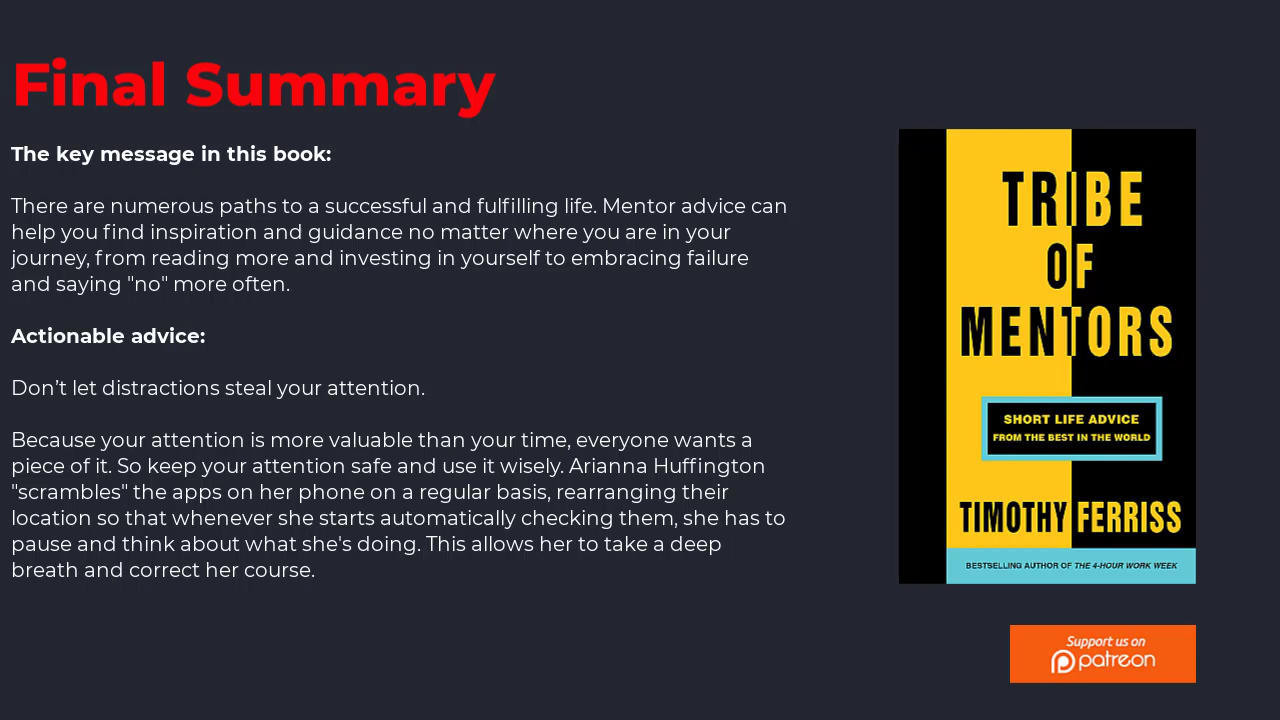 Final Summary
The key message in this book:
There are numerous paths to a successful and fulfilling life. Mentor advice can
help you find inspiration and guidance no matter where you are in your
journey, from reading more and investing in yourself to embracing failure
and saying "no" more often.
Actionable advice:
Don’t let distractions steal your attention.
Because your attention is more valuable than your time, everyone wants a
piece of it. So keep your attention safe and use it wisely. Arianna Huffington
"scrambles" the apps on her phone on a regular basis, rearranging their
location so that whenever she starts automatically checking them, she has to
pause and think about what she's doing. This allows her to take a deep
breath and correct her course.
TRIBE
OF
MENTORS
SHORT LIFE ADVICE
FROM THE BEST IN THE WORLD
TIMOTHY FERRISS
BESTSELLING AUTHOR OF THE 4-HOUR WORK WEEK
Support us on
patreon